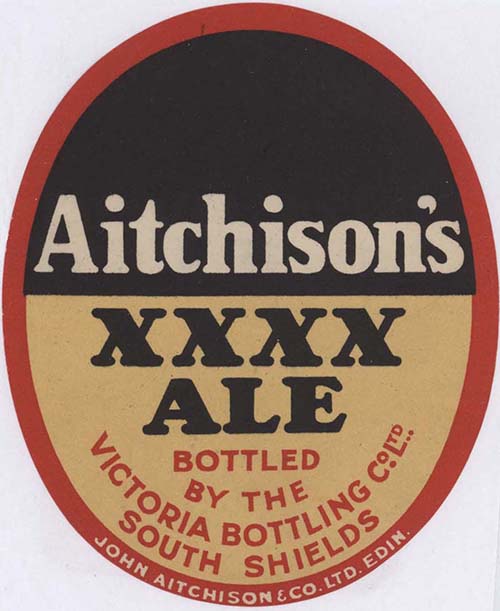 Aitchison's
XXXX
ALE
BOTTLED
BY THE
VICTORIA BOTTLING CO. LTD.
SOUTH SHIELDS
JOHN AITCHISON & CO. LTD. EDIN.